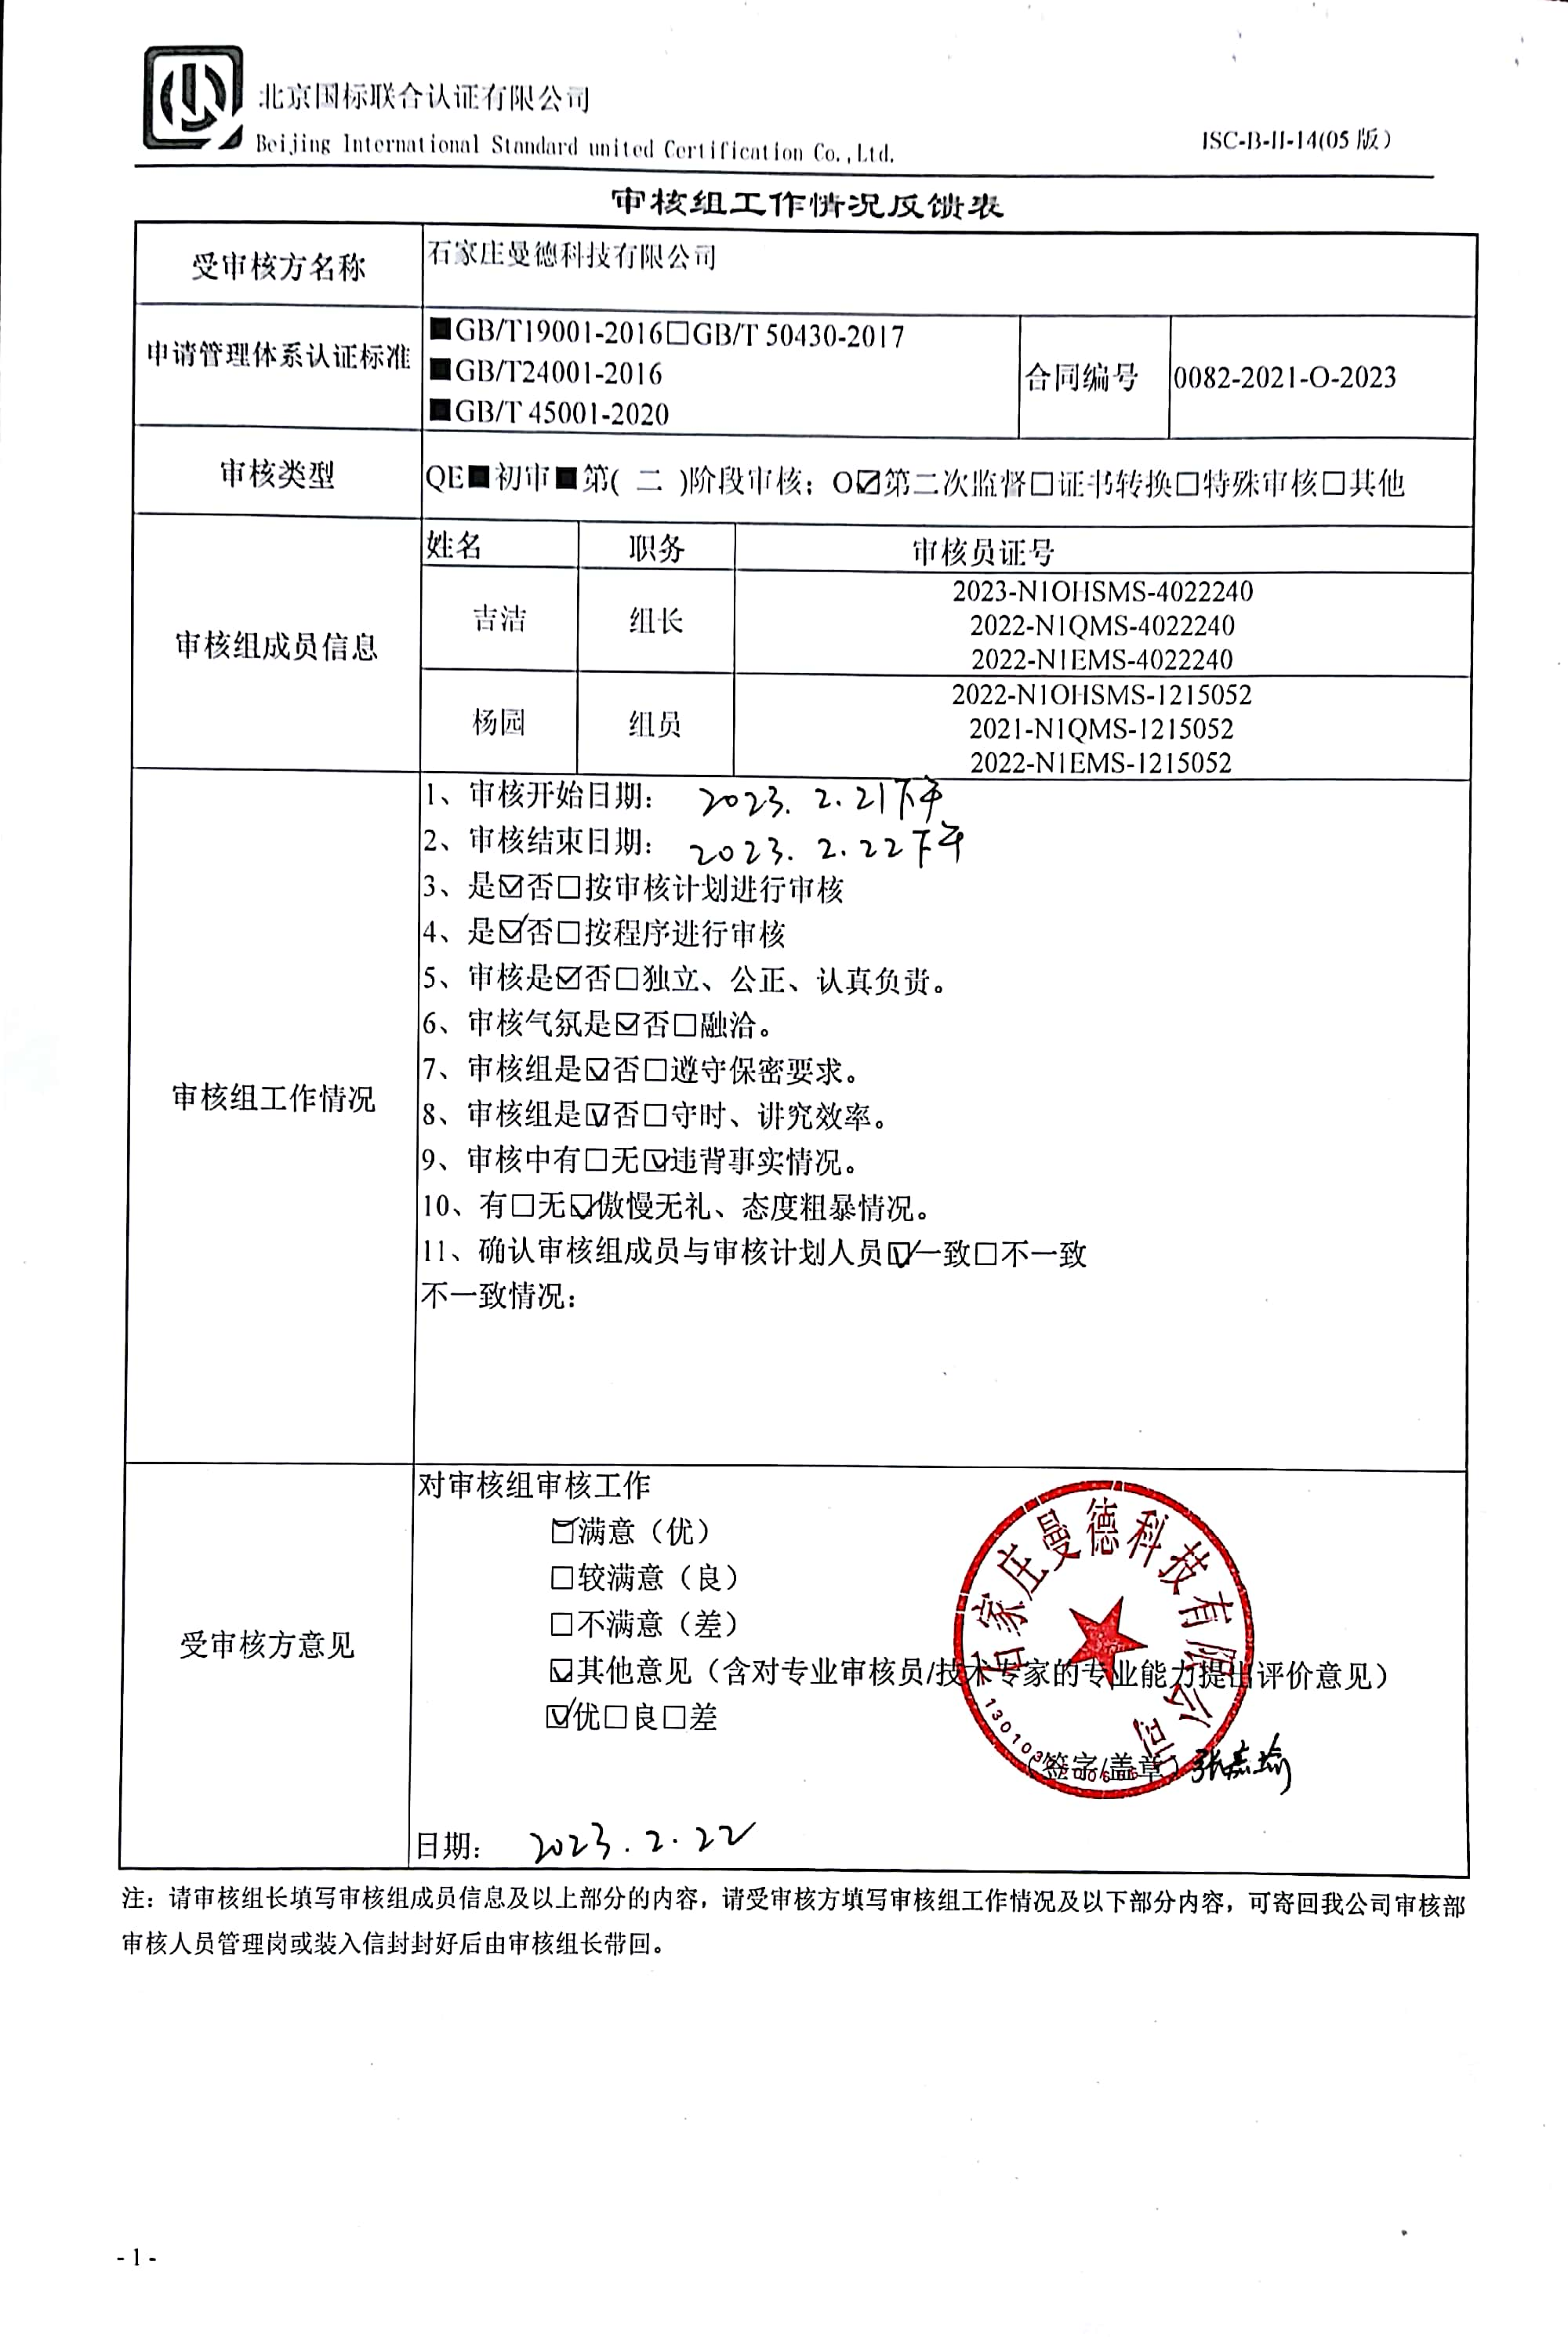 北京国标联合认证有限公司
Beijing International Standard united Certification Co.,Ltd.
ISC-B-II-14(05版)
审核组工作情况反馈表
受审核方名称
石家庄曼德科技有限公司
申请管理体系认证标准
■GB/T19001-2016□GB/T 50430-2017
■GB/T24001-2016
■GB/T 45001-2020
合同编号
0082-2021-O-2023
审核类型
QE■初审■第( 二 )阶段审核；O☑第二次监督□证书转换□特殊审核□其他
审核组成员信息
姓名 职务 审核员证号
吉洁 组长
2023-N1OHSMS-4022240
2022-N1QMS-4022240
2022-N1EMS-4022240
杨园 组员
2022-N1OHSMS-1215052
2021-N1QMS-1215052
2022-N1EMS-1215052
审核组工作情况
1、审核开始日期： 2023.2.21下午
2、审核结束日期： 2023.2.22下午
3、是☑否□按审核计划进行审核
4、是☑否□按程序进行审核
5、审核是☑否□独立、公正、认真负责。
6、审核气氛是☑否□融洽。
7、审核组是☑否□遵守保密要求。
8、审核组是☑否□守时、讲究效率。
9、审核中有□无☑违背事实情况。
10、有□无☑傲慢无礼、态度粗暴情况。
11、确认审核组成员与审核计划人员☑一致□不一致
不一致情况：
受审核方意见
对审核组审核工作
☑满意（优）
□较满意（良）
□不满意（差）
☑其他意见（含对专业审核员/技术专家的专业能力提出评价意见）
☑优□良□差
石家庄曼德科技有限公司
（签字/盖章）张嘉瑜
日期： 2023.2.22
注：请审核组长填写审核组成员信息及以上部分的内容，请受审核方填写审核组工作情况及以下部分内容，可寄回我公司审核部
审核人员管理岗或装入信封封好后由审核组长带回。
- 1 -